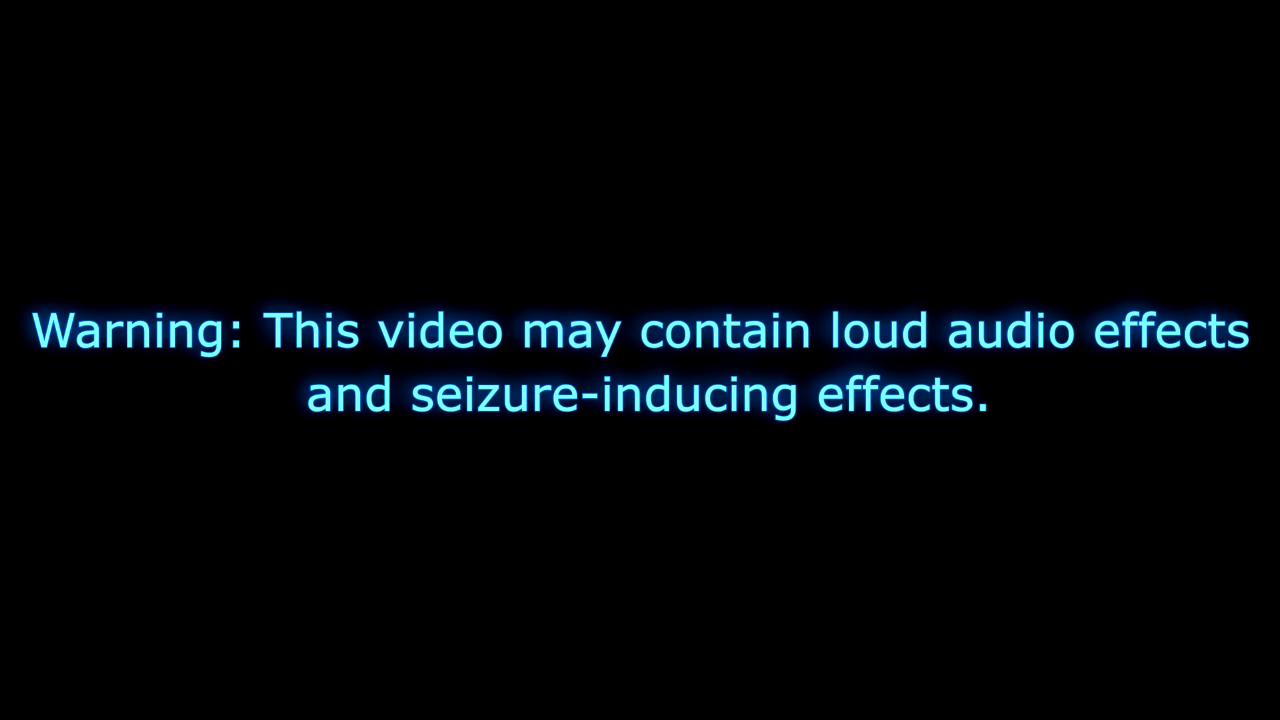 Warning: This video may contain loud audio effects
and seizure-inducing effects.